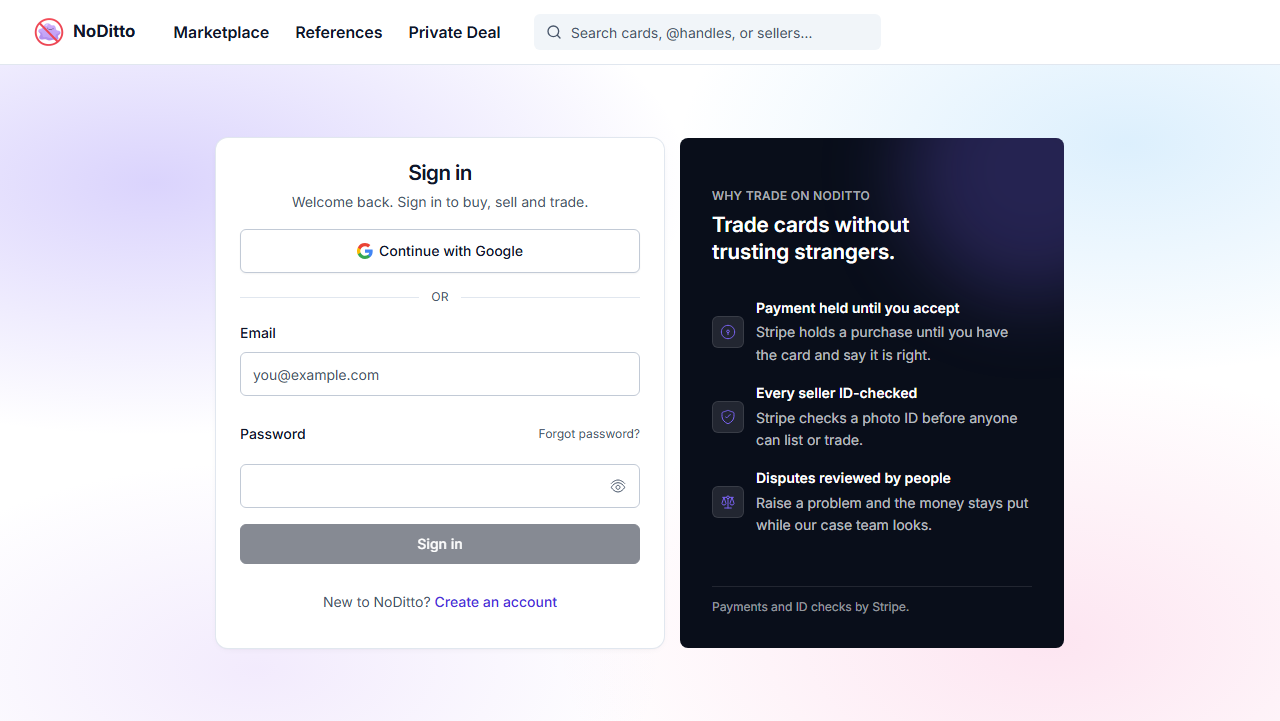 NoDitto
Marketplace
References
Private Deal
Search cards, @handles, or sellers...
Sign in
Welcome back. Sign in to buy, sell and trade.
Continue with Google
OR
Email
you@example.com
Password
Forgot password?
Sign in
New to NoDitto? Create an account
WHY TRADE ON NODITTO
Trade cards without
trusting strangers.
Payment held until you accept
Stripe holds a purchase until you have
the card and say it is right.
Every seller ID-checked
Stripe checks a photo ID before anyone
can list or trade.
Disputes reviewed by people
Raise a problem and the money stays put
while our case team looks.
Payments and ID checks by Stripe.